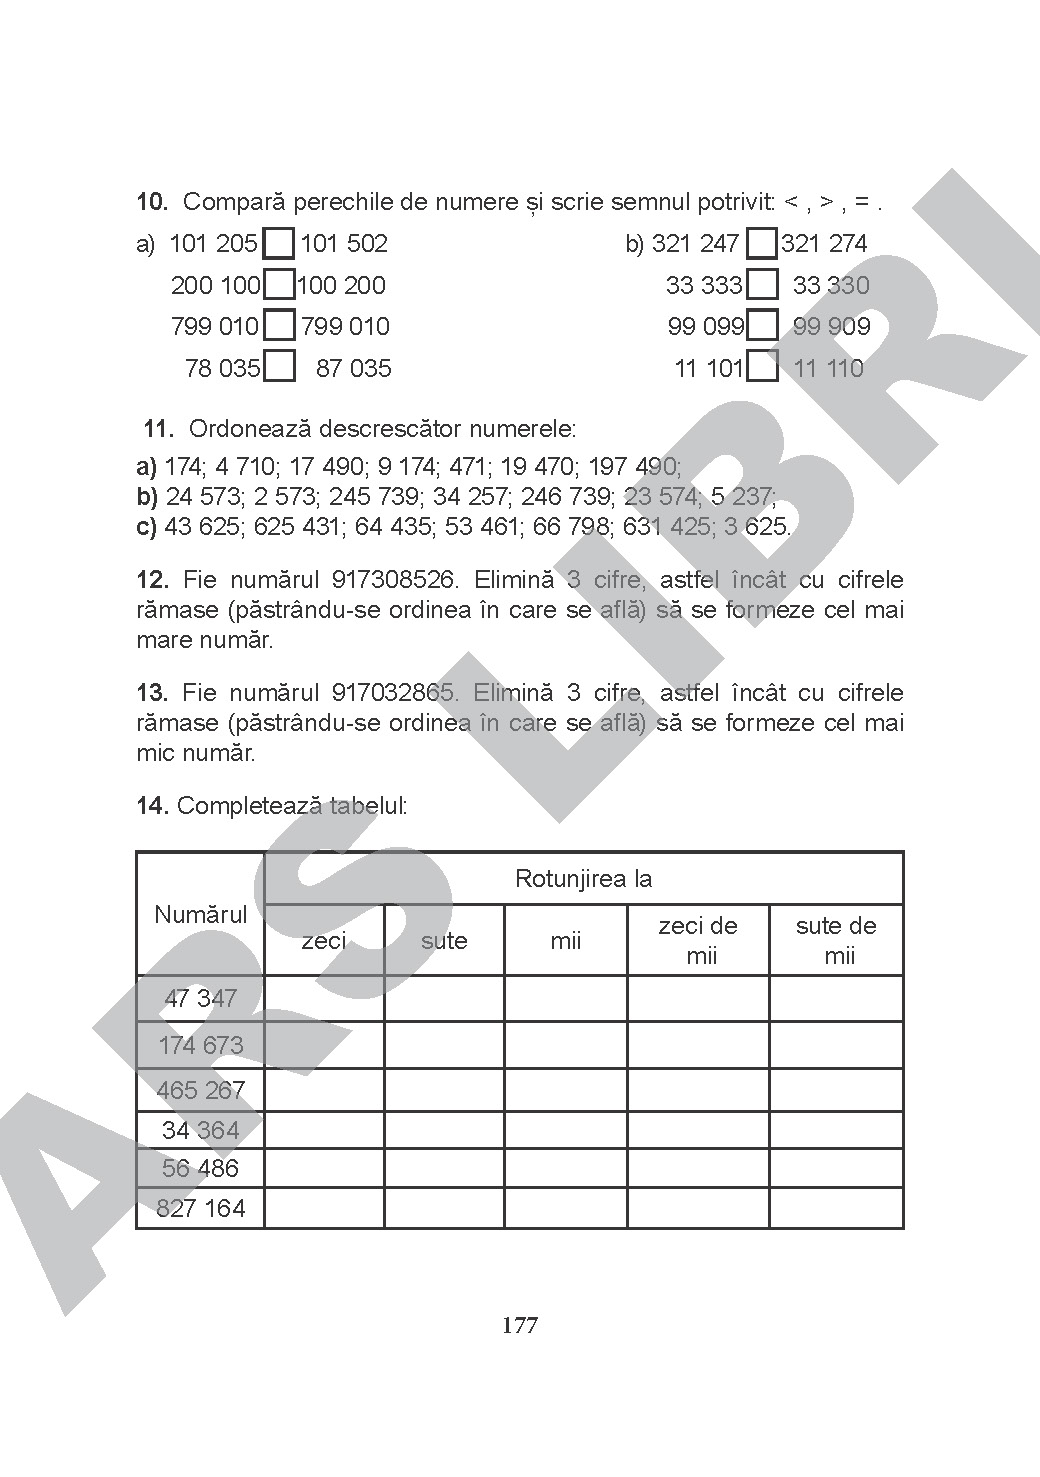 10. Compară perechile de numere și scrie semnul potrivit: < , > , = .
a) 101 205 101 502 b) 321 247 321 274
200 100 100 200 33 333 33 330
799 010 799 010 99 099 99 909
78 035 87 035 11 101 11 110
11. Ordonează descrescător numerele:
a) 174; 4 710; 17 490; 9 174; 471; 19 470; 197 490;
b) 24 573; 2 573; 245 739; 34 257; 246 739; 23 574; 5 237;
c) 43 625; 625 431; 64 435; 53 461; 66 798; 631 425; 3 625.
12. Fie numărul 917308526. Elimină 3 cifre, astfel încât cu cifrele
rămase (păstrându-se ordinea în care se află) să se formeze cel mai
mare număr.
13. Fie numărul 917032865. Elimină 3 cifre, astfel încât cu cifrele
rămase (păstrându-se ordinea în care se află) să se formeze cel mai
mic număr.
14. Completează tabelul:
Numărul
Rotunjirea la
zeci sute mii zeci de mii sute de mii
47 347
174 673
465 267
34 364
56 486
827 164
177
ARS LIBRI